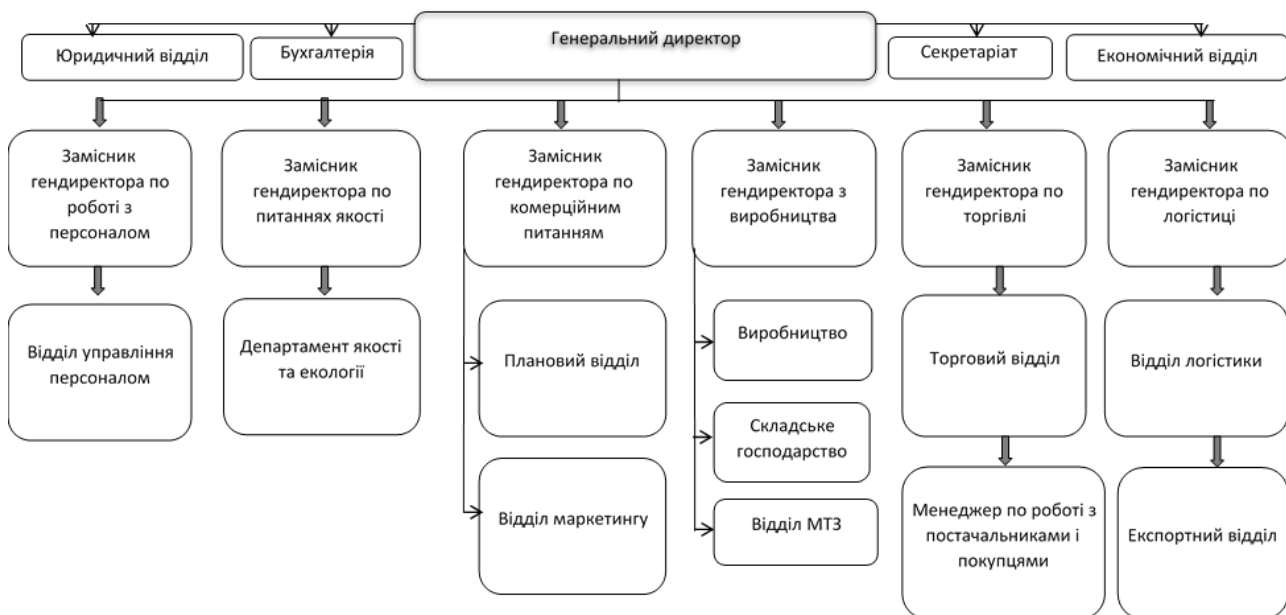 Генеральний директор
Юридичний відділ
Бухгалтерія
Секретаріат
Економічний відділ
Замісник
гендиректора по
роботі з
персоналом
Замісник
гендиректора по
питаннях якості
Замісник
гендиректора по
комерційним
питанням
Замісник
гендиректора з
виробництва
Замісник
гендиректора по
торгівлі
Замісник
гендиректора по
логістиці
Відділ управління
персоналом
Департамент якості
та екології
Плановий відділ
Виробництво
Торговий відділ
Відділ логістики
Складське
господарство
Відділ маркетингу
Відділ МТЗ
Менеджер по роботі з
постачальниками і
покупцями
Експортний відділ